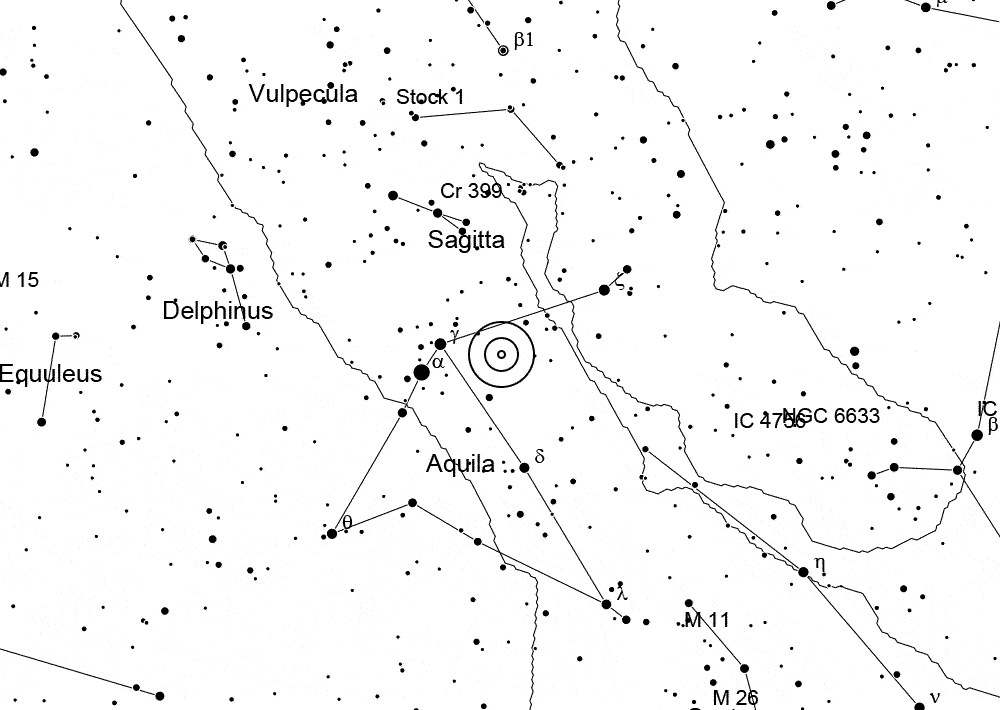 μ
β1
Vulpecula
Stock 1
Cr 399
Sagitta
M 15
ζ
Delphinus
γ
α
Equuleus
IC
IC 4756
NGC 6633
β
Aquila
δ
θ
η
λ
M 11
M 26
ν